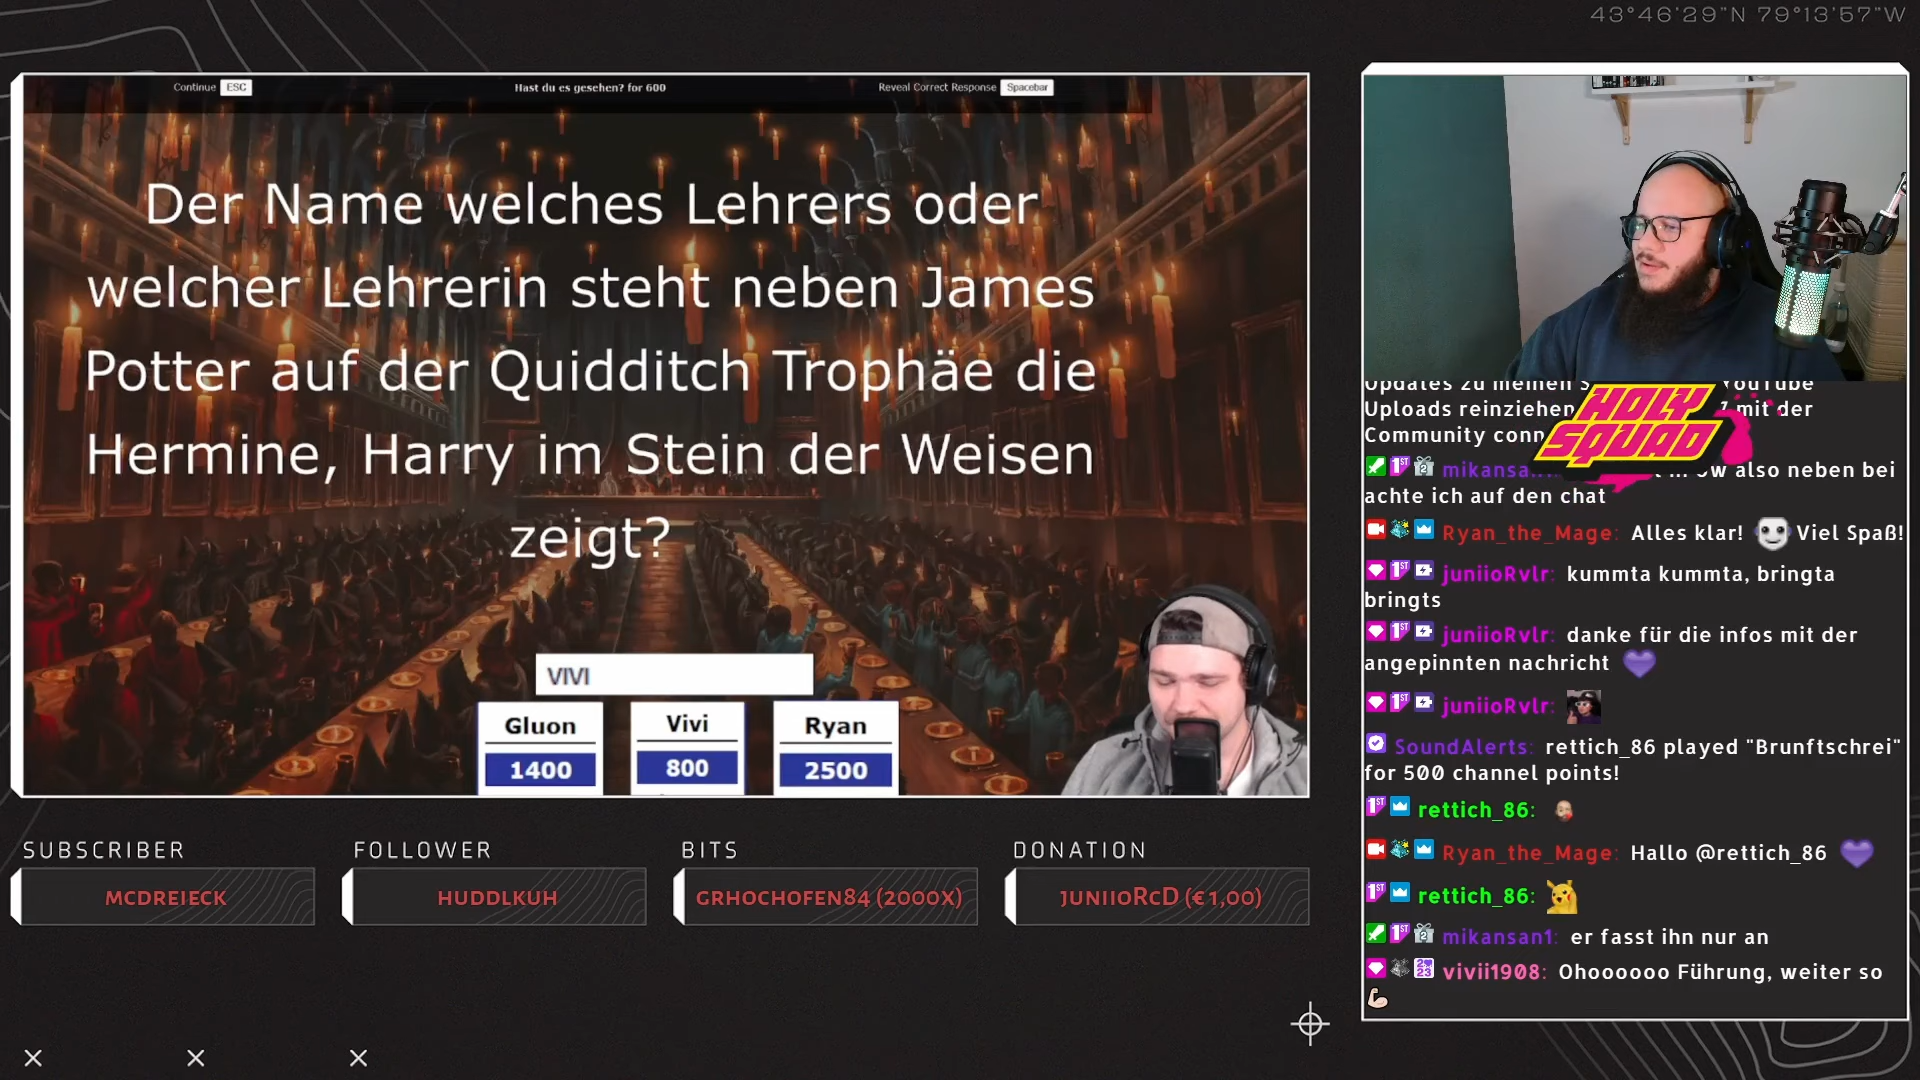 43°46'29"N 79°13'57"W
Continue ESC
Hast du es gesehen? for 600
Reveal Correct Response Spacebar
Der Name welches Lehrers oder
welcher Lehrerin steht neben James
Potter auf der Quidditch Trophäe die
Hermine, Harry im Stein der Weisen
zeigt?
VIVI
Gluon
1400
Vivi
800
Ryan
2500
SUBSCRIBER
MCDREIECK
FOLLOWER
HUDDLKUH
BITS
GRHOCHOFEN84 (2000X)
DONATION
JUNIIORCD (€1,00)
HOLY
SQUAD
Updates zu meinen YouTube
Uploads reinziehen mit der
Community
also neben bei
achte ich auf den chat
Ryan_the_Mage: Alles klar! Viel Spaß!
juniioRvlr: kummta kummta, bringta
bringts
juniioRvlr: danke für die infos mit der
angepinnten nachricht
juniioRvlr:
SoundAlerts: rettich_86 played "Brunftschrei"
for 500 channel points!
rettich_86:
Ryan_the_Mage: Hallo @rettich_86
rettich_86:
mikansan1: er fasst ihn nur an
vivii1908: Ohoooooo Führung, weiter so